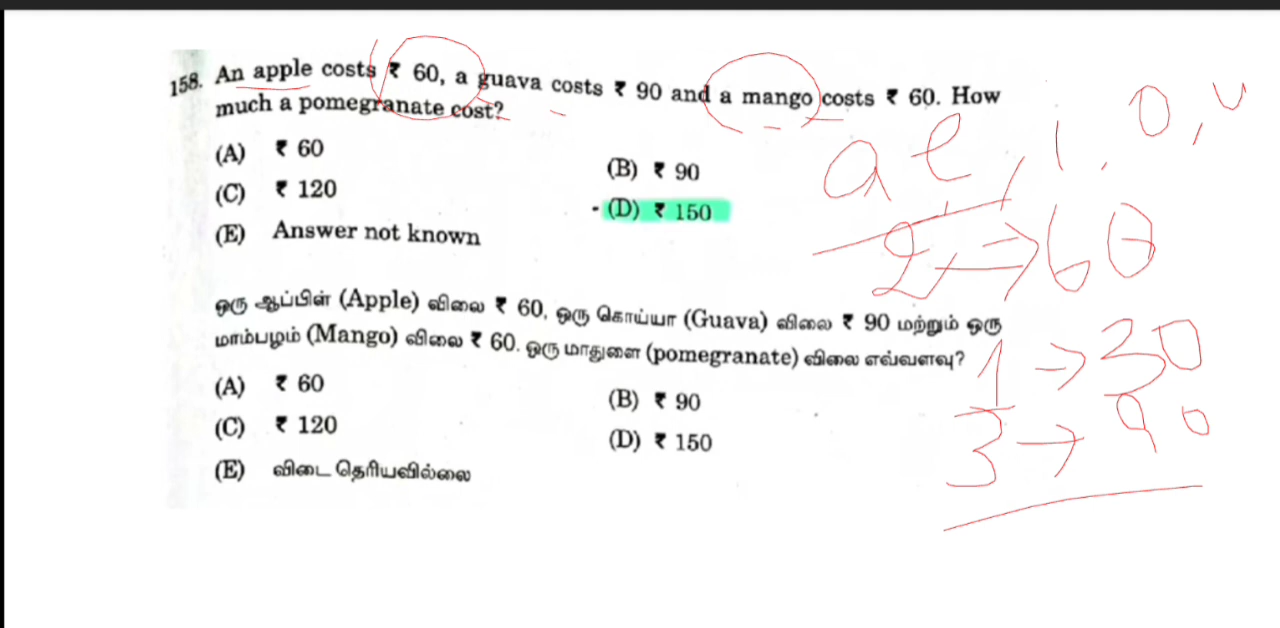 158. An apple costs ₹ 60, a guava costs ₹ 90 and a mango costs ₹ 60. How
much a pomegranate cost?
(A) ₹ 60
(B) ₹ 90
(C) ₹ 120
(D) ₹ 150
(E) Answer not known
ஒரு ஆப்பிள் (Apple) விலை ₹ 60, ஒரு கொய்யா (Guava) விலை ₹ 90 மற்றும் ஒரு
மாம்பழம் (Mango) விலை ₹ 60. ஒரு மாதுளை (pomegranate) விலை எவ்வளவு?
(A) ₹ 60
(B) ₹ 90
(C) ₹ 120
(D) ₹ 150
(E) விடை தெரியவில்லை
a e, i, o, u
2 → 60
1 → 30
3 → 90